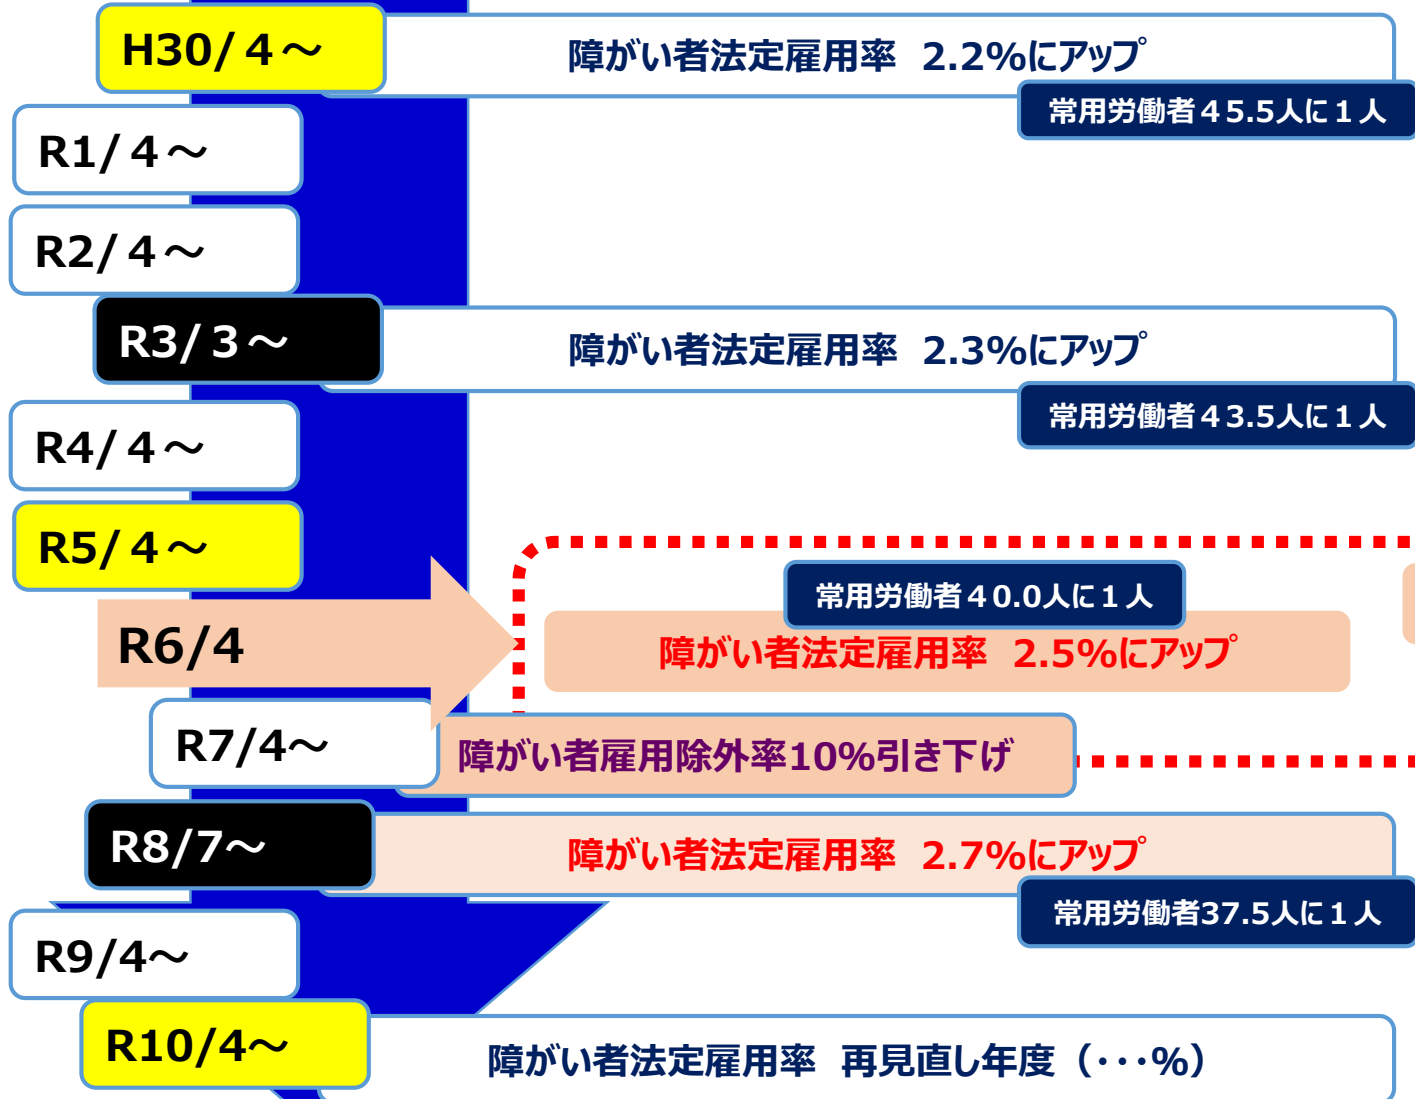 H30/４～
障がい者法定雇用率 2.2%にアップ
常用労働者４5.5人に１人
R1/４～
R2/４～
R3/３～
障がい者法定雇用率 2.3%にアップ
常用労働者４3.5人に１人
R4/４～
R5/４～
常用労働者４0.0人に１人
R6/4
障がい者法定雇用率 2.5%にアップ
R7/4～
障がい者雇用除外率10%引き下げ
R8/7～
障がい者法定雇用率 2.7%にアップ
常用労働者37.5人に１人
R9/4～
R10/4～
障がい者法定雇用率 再見直し年度（・・・%）